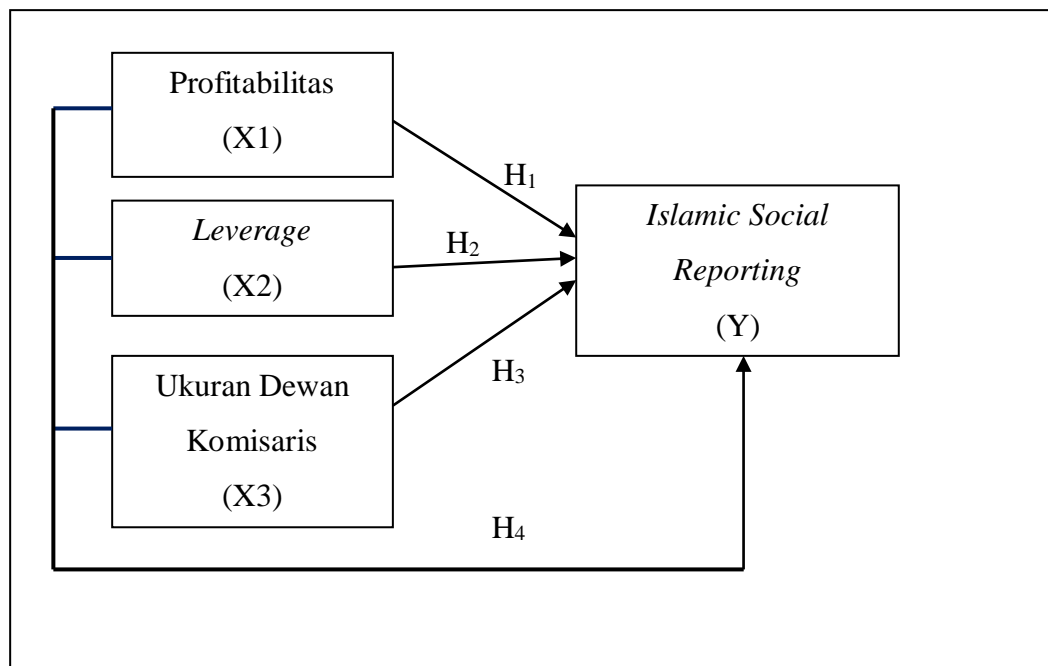 Profitabilitas
(X1)
H1
Leverage
(X2)
H2
Islamic Social
Reporting
(Y)
Ukuran Dewan
Komisaris
(X3)
H3
H4